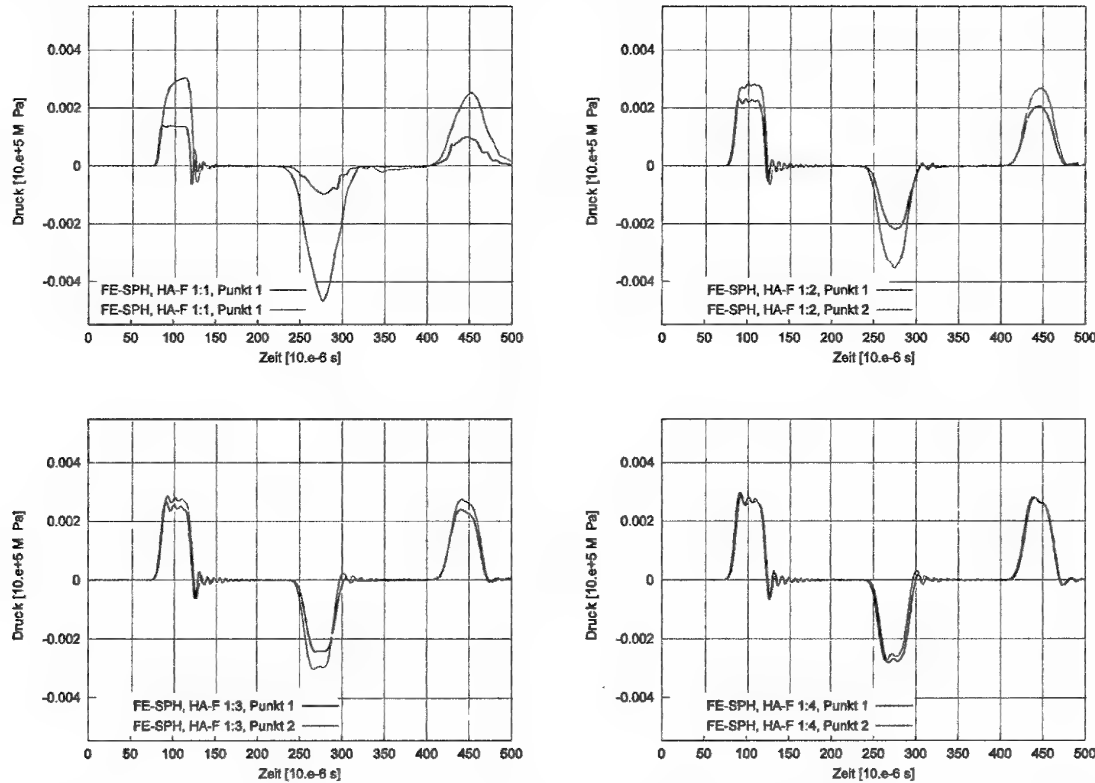 0.004
0.002
0
-0.002
-0.004
Druck [10.e+5 M Pa]
FE-SPH, HA-F 1:1, Punkt 1
FE-SPH, HA-F 1:1, Punkt 1
0 50 100 150 200 250 300 350 400 450 500
Zeit [10.e-6 s]
0.004
0.002
0
-0.002
-0.004
Druck [10.e+5 M Pa]
FE-SPH, HA-F 1:2, Punkt 1
FE-SPH, HA-F 1:2, Punkt 2
0 50 100 150 200 250 300 350 400 450 500
Zeit [10.e-6 s]
0.004
0.002
0
-0.002
-0.004
Druck [10.e+5 M Pa]
FE-SPH, HA-F 1:3, Punkt 1
FE-SPH, HA-F 1:3, Punkt 2
0 50 100 150 200 250 300 350 400 450 500
Zeit [10.e-6 s]
0.004
0.002
0
-0.002
-0.004
Druck [10.e+5 M Pa]
FE-SPH, HA-F 1:4, Punkt 1
FE-SPH, HA-F 1:4, Punkt 2
0 50 100 150 200 250 300 350 400 450 500
Zeit [10.e-6 s]